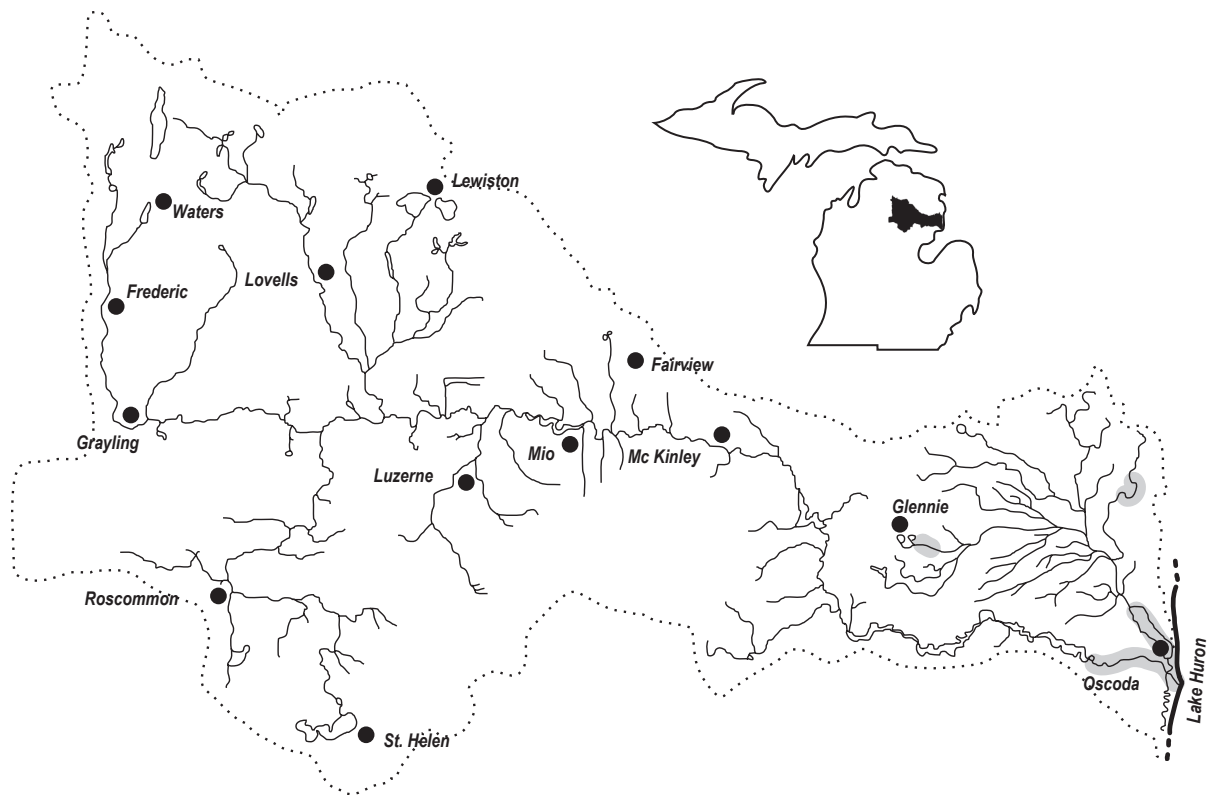 Lewiston
Waters
Lovells
Frederic
Fairview
Grayling
Mio
Mc Kinley
Luzerne
Glennie
Roscommon
Oscoda
Lake Huron
St. Helen